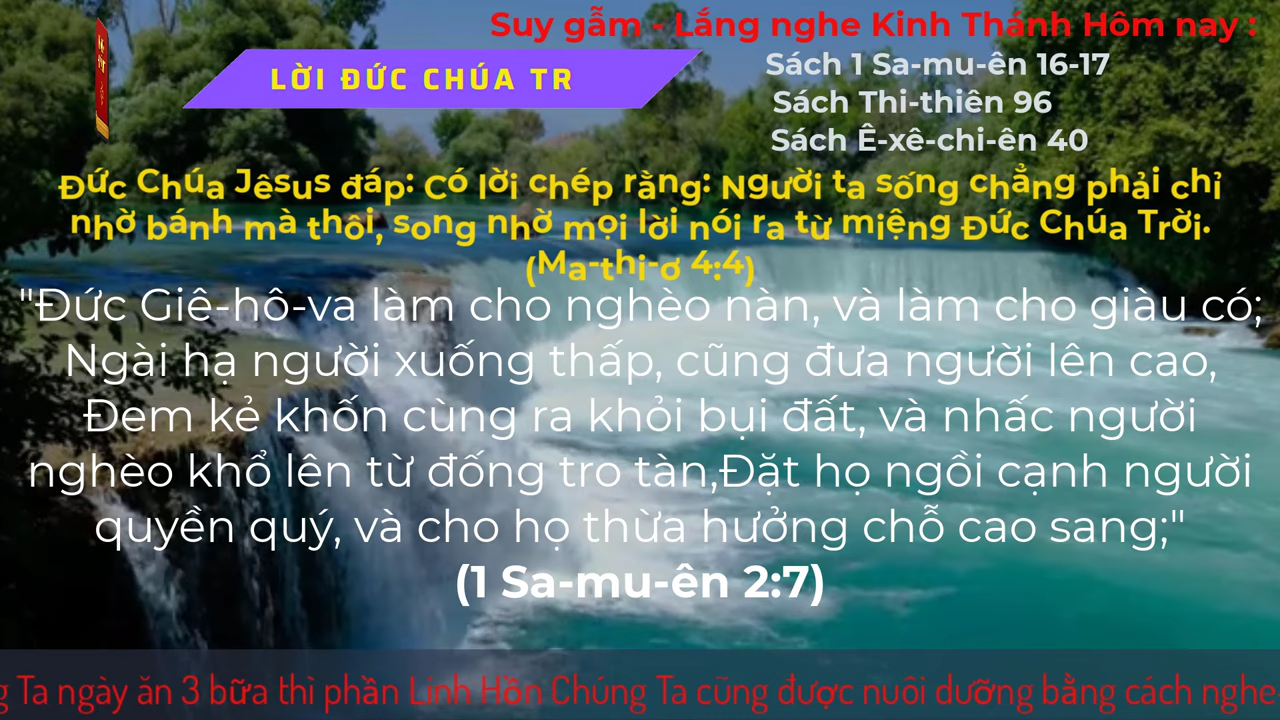 Suy gẫm - Lắng nghe Kinh Thánh Hôm nay :
LỜI ĐỨC CHÚA TR
Sách 1 Sa-mu-ên 16-17
Sách Thi-thiên 96
Sách Ê-xê-chi-ên 40
Đức Chúa Jêsus đáp: Có lời chép rằng: Người ta sống chẳng phải chỉ
nhờ bánh mà thôi, song nhờ mọi lời nói ra từ miệng Đức Chúa Trời.
(Ma-thi-ơ 4:4)
"Đức Giê-hô-va làm cho nghèo nàn, và làm cho giàu có;
Ngài hạ người xuống thấp, cũng đưa người lên cao,
Đem kẻ khốn cùng ra khỏi bụi đất, và nhấc người
nghèo khổ lên từ đống tro tàn,Đặt họ ngồi cạnh người
quyền quý, và cho họ thừa hưởng chỗ cao sang;"
(1 Sa-mu-ên 2:7)
g Ta ngày ăn 3 bữa thì phần Linh Hồn Chúng Ta cũng được nuôi dưỡng bằng cách nghe